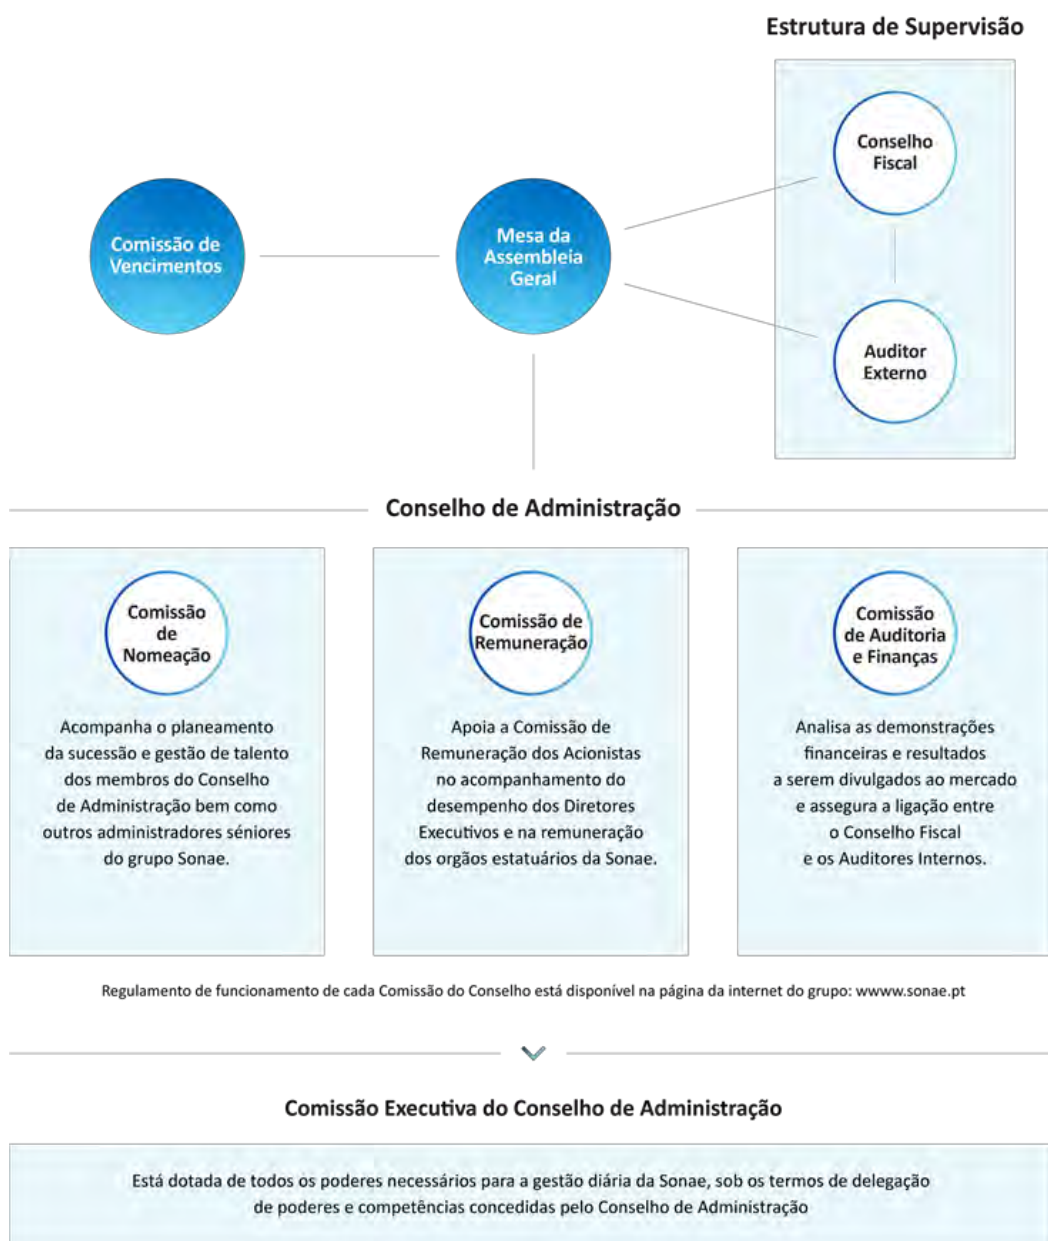 Estrutura de Supervisão
Conselho
Fiscal
Comissão de
Vencimentos
Mesa da
Assembleia
Geral
Auditor
Externo
Conselho de Administração
Comissão
de
Nomeação
Acompanha o planeamento
da sucessão e gestão de talento
dos membros do Conselho
de Administração bem como
outros administradores séniores
do grupo Sonae.
Comissão de
Remuneração
Apoia a Comissão de
Remuneração dos Acionistas
no acompanhamento do
desempenho dos Diretores
Executivos e na remuneração
dos orgãos estatuários da Sonae.
Comissão
de Auditoria
e Finanças
Analisa as demonstrações
financeiras e resultados
a serem divulgados ao mercado
e assegura a ligação entre
o Conselho Fiscal
e os Auditores Internos.
Regulamento de funcionamento de cada Comissão do Conselho está disponível na página da internet do grupo: wwww.sonae.pt
Comissão Executiva do Conselho de Administração
Está dotada de todos os poderes necessários para a gestão diária da Sonae, sob os termos de delegação
de poderes e competências concedidas pelo Conselho de Administração